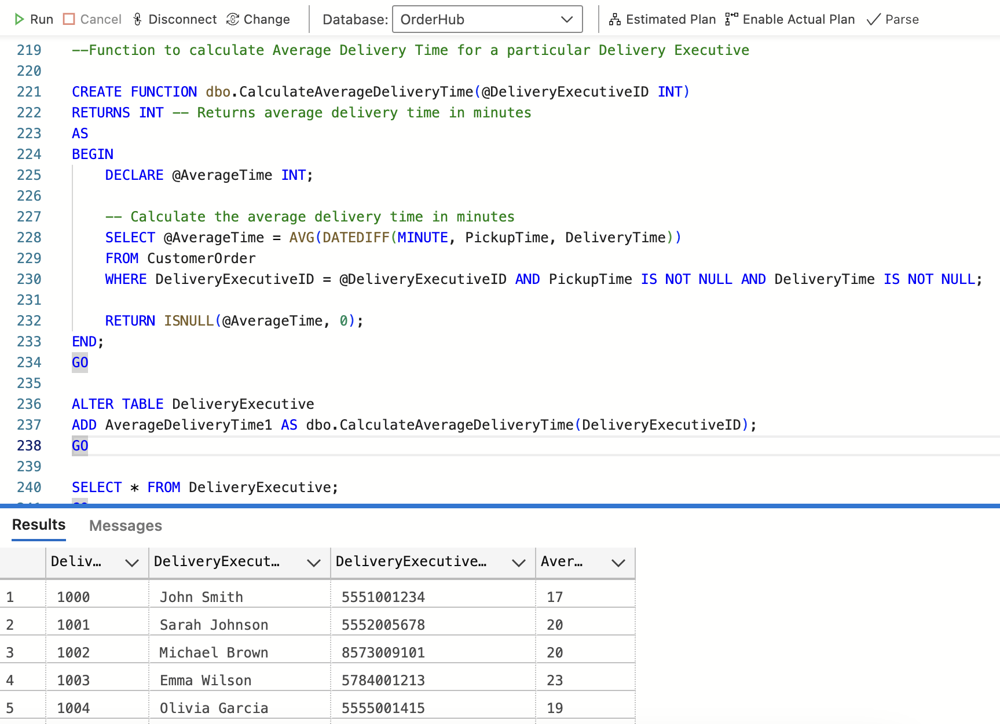 Run Cancel Disconnect Change Database: OrderHub Estimated Plan Enable Actual Plan Parse
219 --Function to calculate Average Delivery Time for a particular Delivery Executive
220
221 CREATE FUNCTION dbo.CalculateAverageDeliveryTime(@DeliveryExecutiveID INT)
222 RETURNS INT -- Returns average delivery time in minutes
223 AS
224 BEGIN
225 DECLARE @AverageTime INT;
226
227 -- Calculate the average delivery time in minutes
228 SELECT @AverageTime = AVG(DATEDIFF(MINUTE, PickupTime, DeliveryTime))
229 FROM CustomerOrder
230 WHERE DeliveryExecutiveID = @DeliveryExecutiveID AND PickupTime IS NOT NULL AND DeliveryTime IS NOT NULL;
231
232 RETURN ISNULL(@AverageTime, 0);
233 END;
234 GO
235
236 ALTER TABLE DeliveryExecutive
237 ADD AverageDeliveryTime1 AS dbo.CalculateAverageDeliveryTime(DeliveryExecutiveID);
238 GO
239
240 SELECT * FROM DeliveryExecutive;
Results Messages
Deliv… DeliveryExecut… DeliveryExecutive… Aver…
1 1000 John Smith 5551001234 17
2 1001 Sarah Johnson 5552005678 20
3 1002 Michael Brown 8573009101 20
4 1003 Emma Wilson 5784001213 23
5 1004 Olivia Garcia 5555001415 19